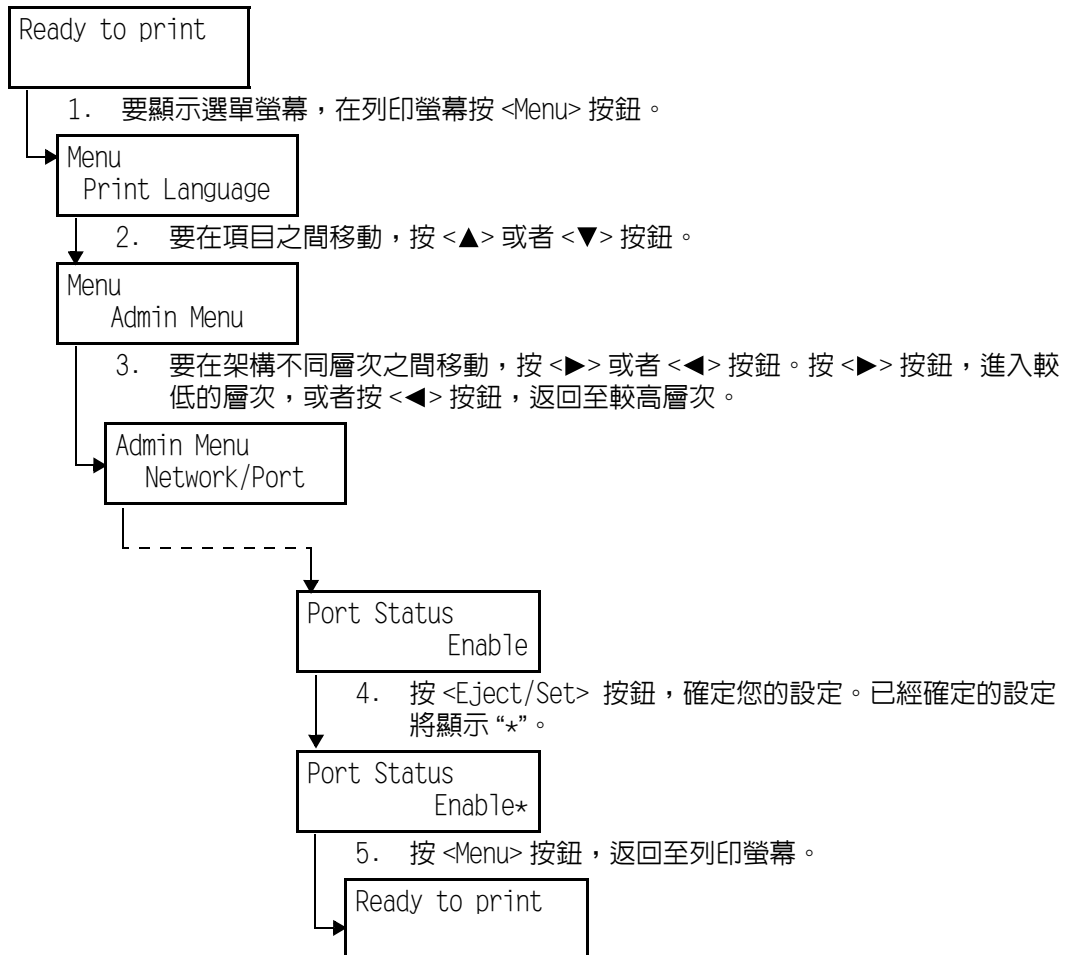 Ready to print
1. 要顯示選單螢幕，在列印螢幕按 <Menu> 按鈕。
Menu
Print Language
2. 要在項目之間移動，按 <▲> 或者 <▼> 按鈕。
Menu
Admin Menu
3. 要在架構不同層次之間移動，按 <▶> 或者 <◀> 按鈕。按 <▶> 按鈕，進入較
低的層次，或者按 <◀> 按鈕，返回至較高層次。
Admin Menu
Network/Port
Port Status
Enable
4. 按 <Eject/Set> 按鈕，確定您的設定。已經確定的設定
將顯示 “*”。
Port Status
Enable*
5. 按 <Menu> 按鈕，返回至列印螢幕。
Ready to print